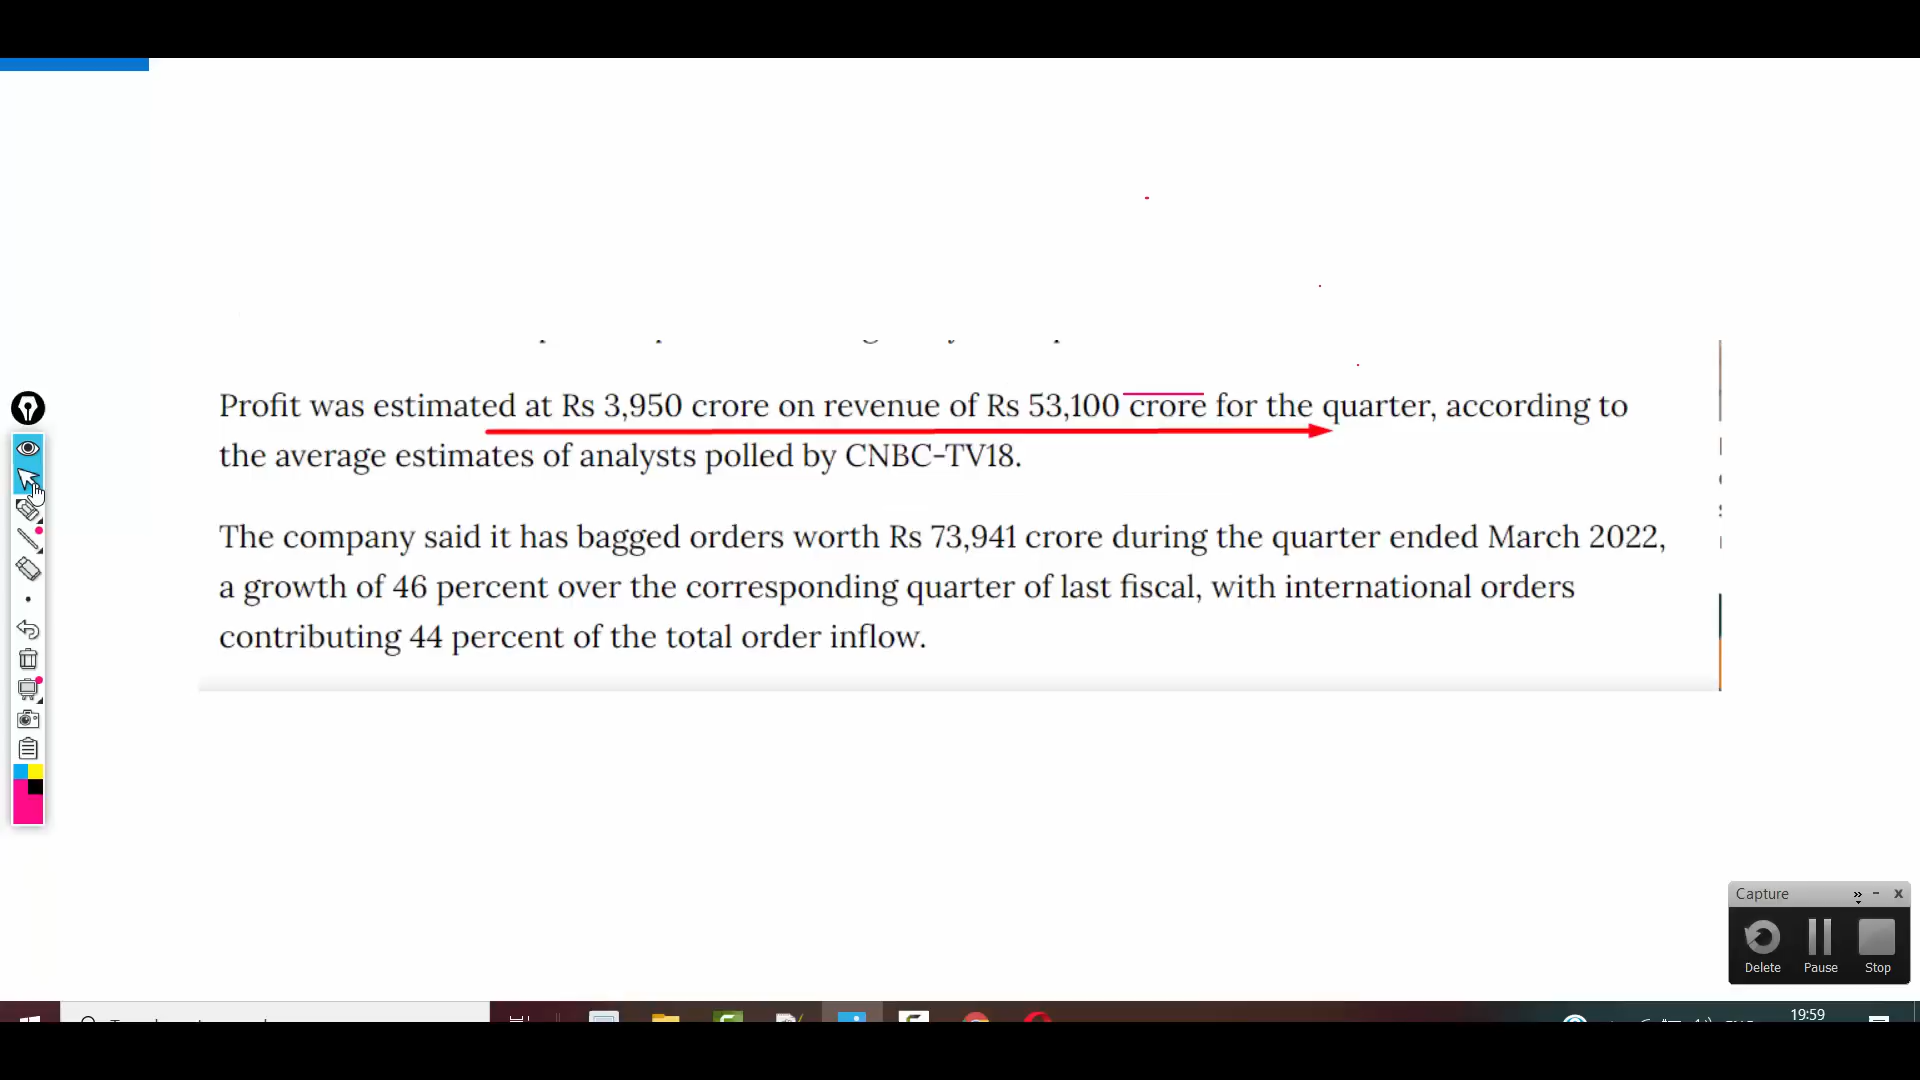 Profit was estimated at Rs 3,950 crore on revenue of Rs 53,100 crore for the quarter, according to
the average estimates of analysts polled by CNBC-TV18.
The company said it has bagged orders worth Rs 73,941 crore during the quarter ended March 2022,
a growth of 46 percent over the corresponding quarter of last fiscal, with international orders
contributing 44 percent of the total order inflow.
Capture
Delete Pause Stop
19:59